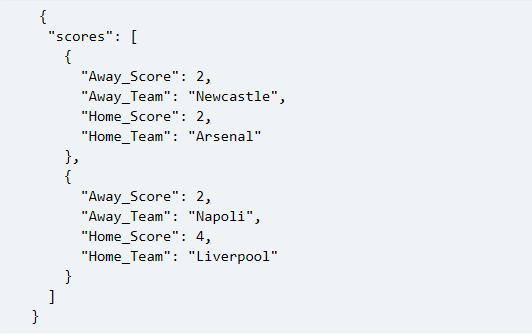 {
"scores": [
{
"Away_Score": 2,
"Away_Team": "Newcastle",
"Home_Score": 2,
"Home_Team": "Arsenal"
},
{
"Away_Score": 2,
"Away_Team": "Napoli",
"Home_Score": 4,
"Home_Team": "Liverpool"
}
]
}